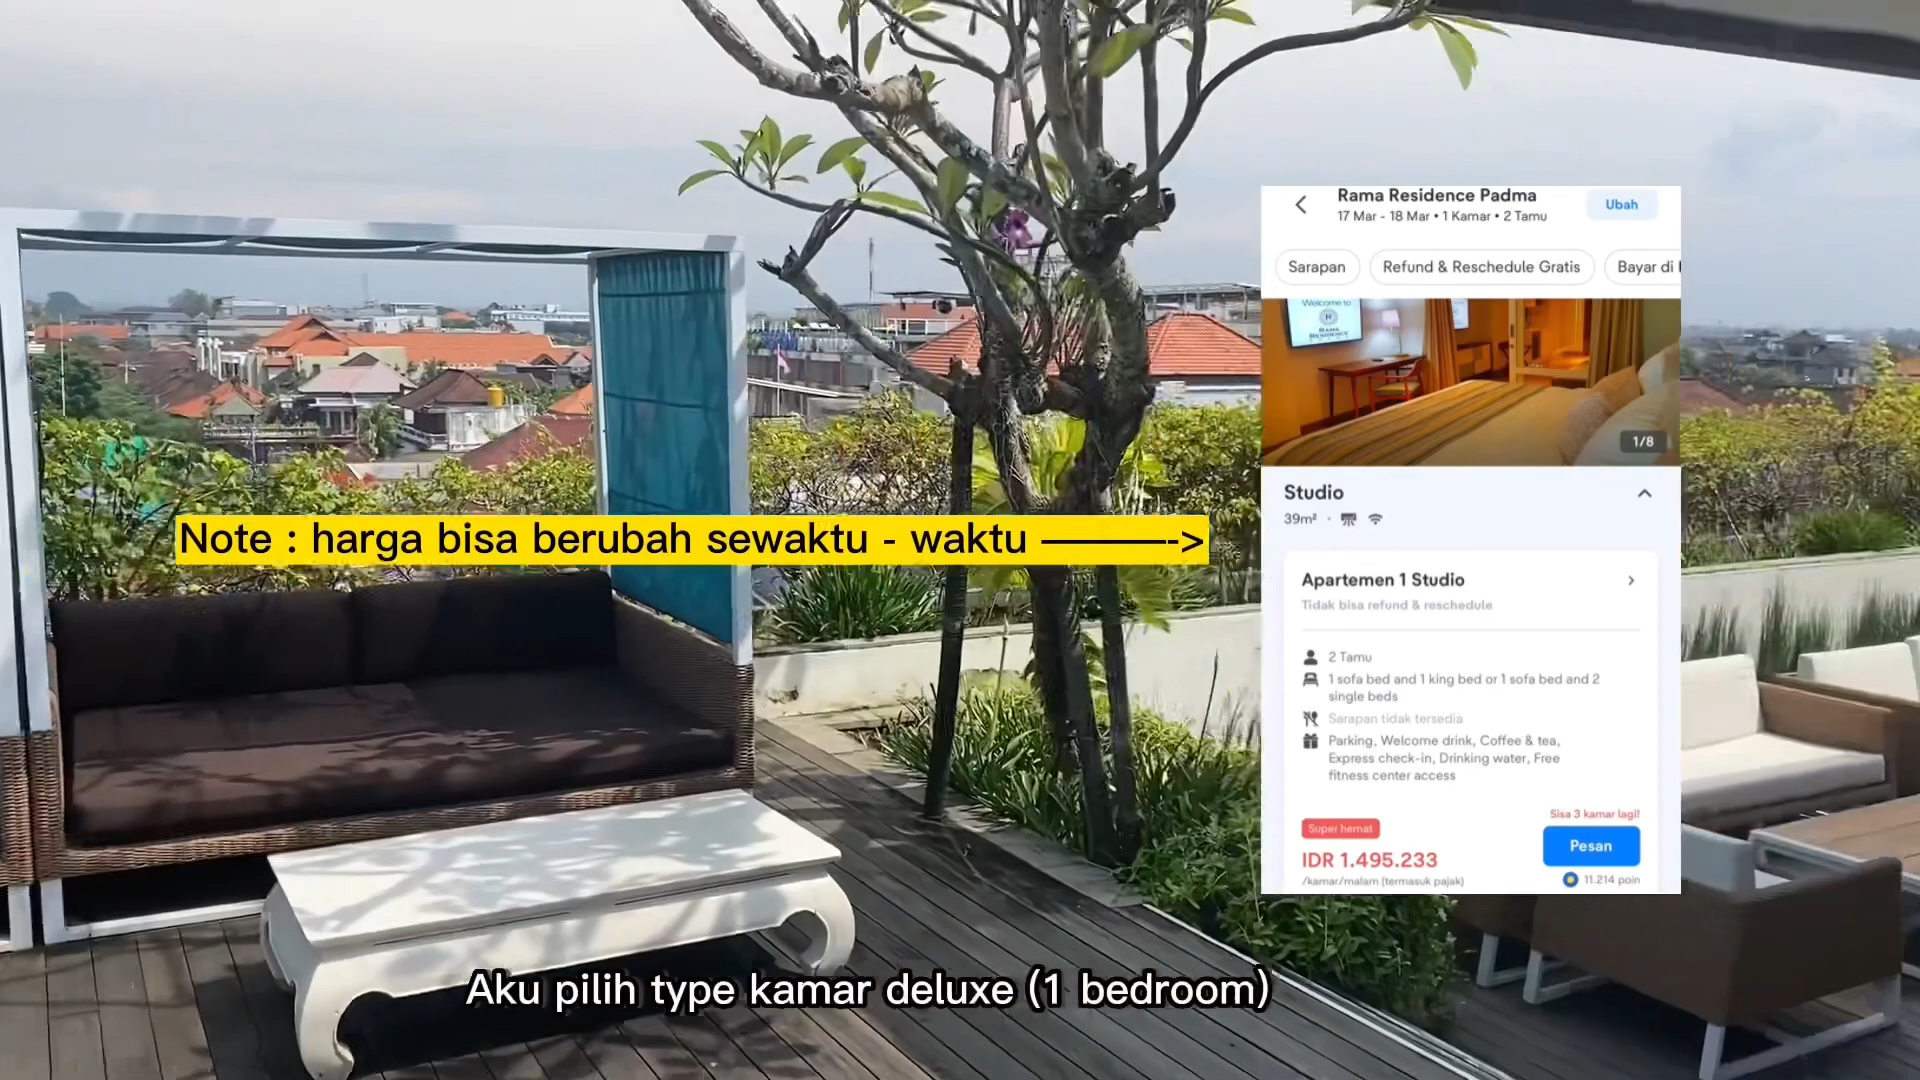 Rama Residence Padma
17 Mar - 18 Mar • 1 Kamar • 2 Tamu
Ubah
Sarapan
Refund & Reschedule Gratis
Bayar di
Welcome to
RAMA
RESIDENCE
1/8
Studio
39m²
Note : harga bisa berubah sewaktu - waktu ———->
Apartemen 1 Studio
Tidak bisa refund & reschedule
2 Tamu
1 sofa bed and 1 king bed or 1 sofa bed and 2
single beds
Sarapan tidak tersedia
Parking, Welcome drink, Coffee & tea,
Express check-in, Drinking water, Free
fitness center access
Sisa 3 kamar lagi!
Super hemat
Pesan
IDR 1.495.233
/kamar/malam (termasuk pajak)
11.214 poin
Aku pilih type kamar deluxe (1 bedroom)